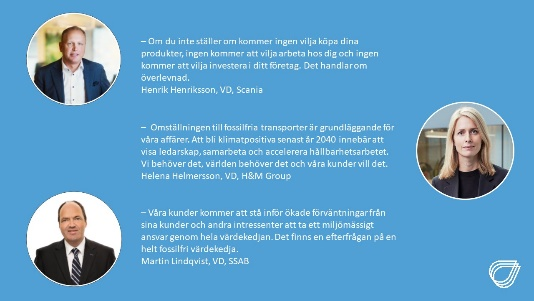 – Om du inte ställer om kommer ingen vilja köpa dina
produkter, ingen kommer att vilja arbeta hos dig och ingen
kommer att vilja investera i ditt företag. Det handlar om
överlevnad.
Henrik Henriksson, VD, Scania
– Omställningen till fossilfria transporter är grundläggande för
våra affärer. Att bli klimatpositiva senast år 2040 innebär att
visa ledarskap, samarbeta och accelerera hållbarhetsarbetet.
Vi behöver det, världen behöver det och våra kunder vill det.
Helena Helmersson, VD, H&M Group
– Våra kunder kommer att stå inför ökade förväntningar från
sina kunder och andra intressenter att ta ett miljömässigt
ansvar genom hela värdekedjan. Det finns en efterfrågan på en
helt fossilfri värdekedja.
Martin Lindqvist, VD, SSAB